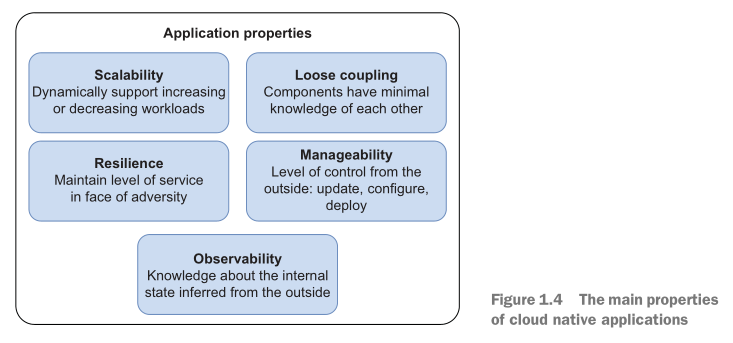 Application properties
Scalability
Dynamically support increasing
or decreasing workloads
Loose coupling
Components have minimal
knowledge of each other
Resilience
Maintain level of service
in face of adversity
Manageability
Level of control from the
outside: update, configure,
deploy
Observability
Knowledge about the internal
state inferred from the outside
Figure 1.4 The main properties
of cloud native applications